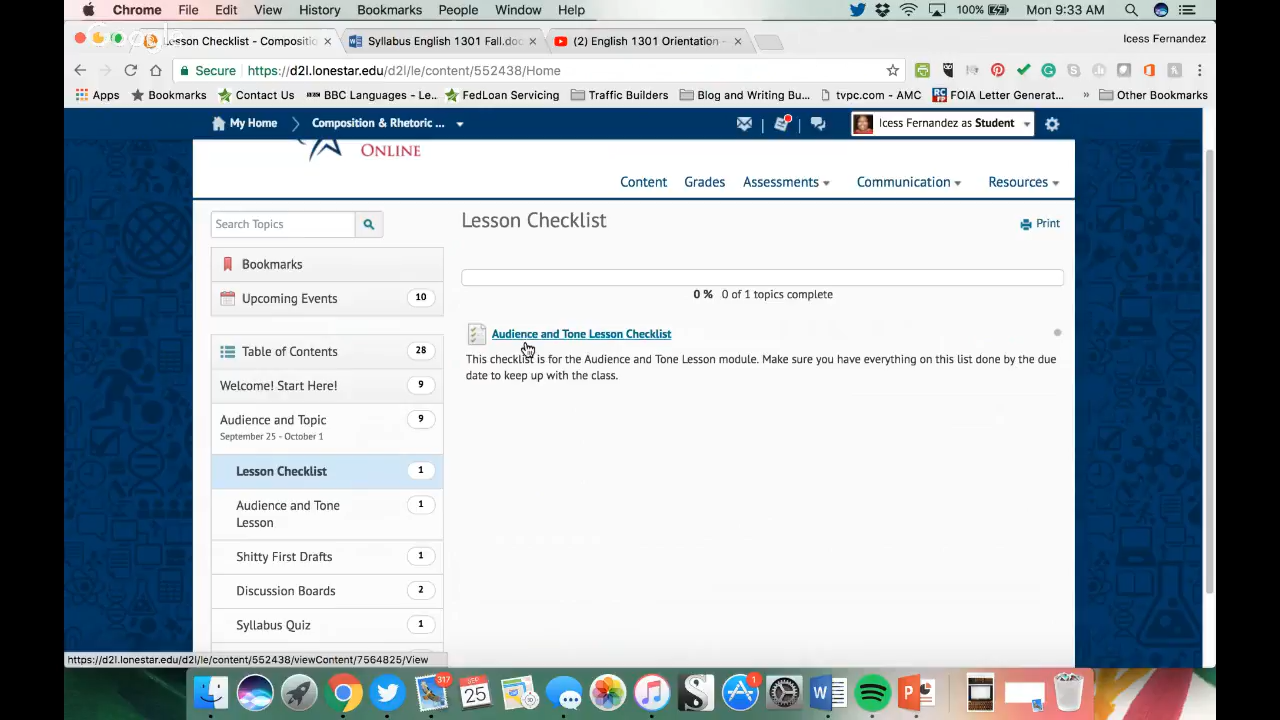 Chrome File Edit View History Bookmarks People Window Help 100% Mon 9:33 AM
Lesson Checklist - Compositio × Syllabus English 1301 Fall.doc × (2) English 1301 Orientation - × Icess Fernandez
Secure https://d2l.lonestar.edu/d2l/le/content/552438/Home
Apps Bookmarks Contact Us BBC Languages - Le... FedLoan Servicing Traffic Builders Blog and Writing Bu... tvpc.com - AMC FOIA Letter Generat... » Other Bookmarks
My Home Composition & Rhetoric ... Icess Fernandez as Student
ONLINE
Content Grades Assessments Communication Resources
Search Topics
Lesson Checklist
Print
Bookmarks
Upcoming Events 10
0 % 0 of 1 topics complete
Audience and Tone Lesson Checklist
This checklist is for the Audience and Tone Lesson module. Make sure you have everything on this list done by the due
date to keep up with the class.
Table of Contents 28
Welcome! Start Here! 9
Audience and Topic 9
September 25 - October 1
Lesson Checklist 1
Audience and Tone 1
Lesson
Shitty First Drafts 1
Discussion Boards 2
Syllabus Quiz 1
https://d2l.lonestar.edu/d2l/le/content/552438/viewContent/7564825/View
317
SEP
25
1